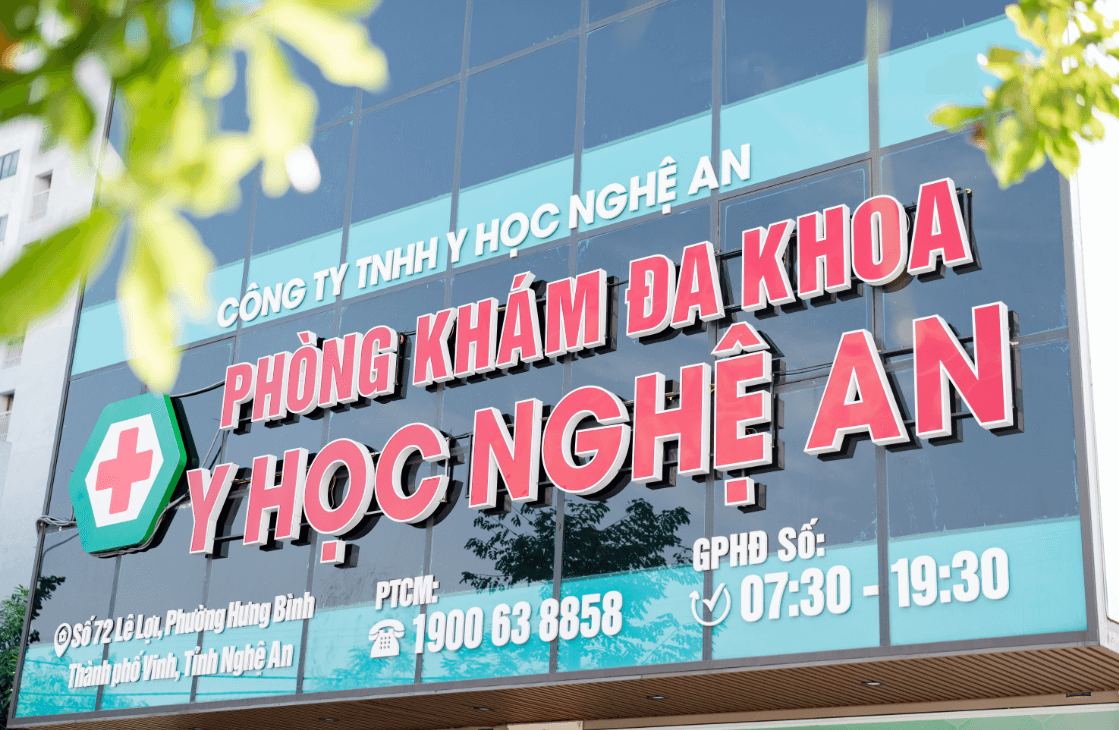 CÔNG TY TNHH Y HỌC NGHỆ AN
PHÒNG KHÁM ĐA KHOA
Y HỌC NGHỆ AN
Số 72 Lê Lợi, Phường Hưng Bình
Thành phố Vinh, Tỉnh Nghệ An
PTCM:
1900 63 8858
GPHĐ SỐ:
07:30 - 19:30